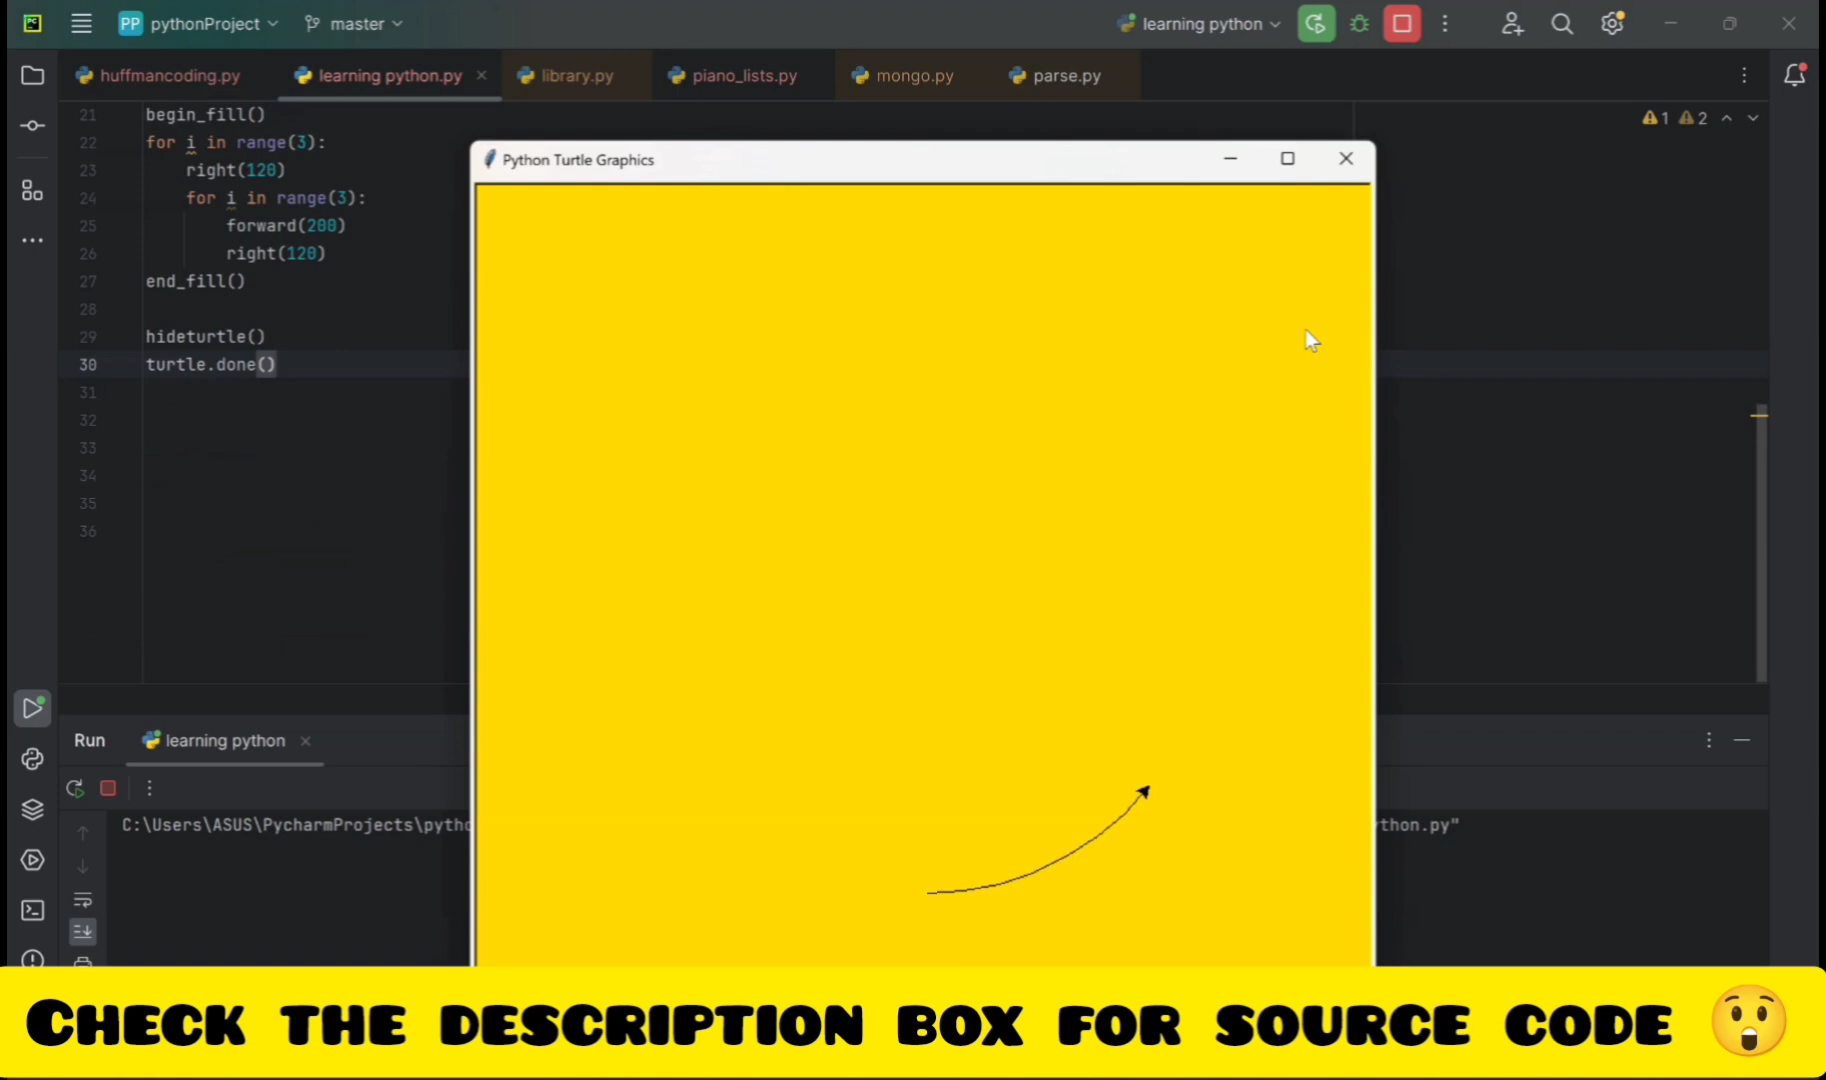 PC
PP pythonProject master learning python
huffmancoding.py learning python.py library.py piano_lists.py mongo.py parse.py
21 begin_fill()
22 for i in range(3):
23 right(120)
24 for i in range(3):
25 forward(200)
26 right(120)
27 end_fill()
28
29 hideturtle()
30 turtle.done()
31
32
33
34
35
36
1 2
Python Turtle Graphics
Run learning python
C:\Users\ASUS\PycharmProjects\pytho
thon.py"
CHECK THE DESCRIPTION BOX FOR SOURCE CODE